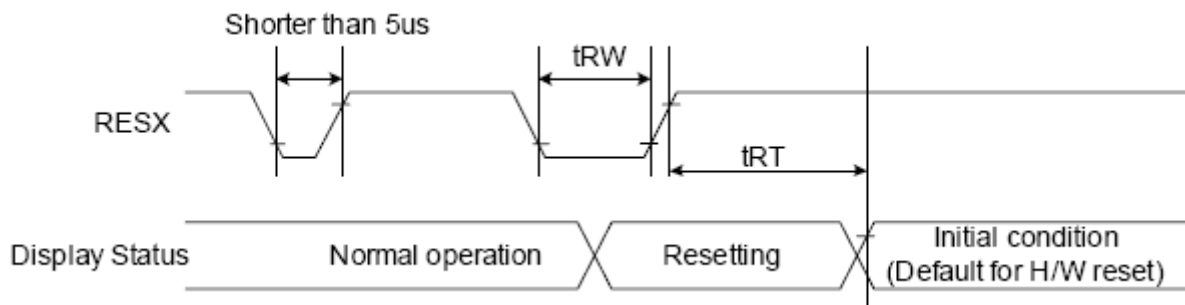 Shorter than 5us
tRW
RESX
tRT
Display Status
Normal operation
Resetting
Initial condition
(Default for H/W reset)